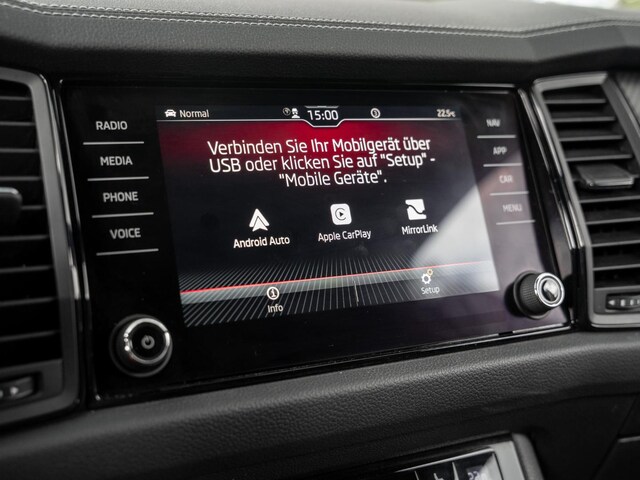 Normal
15:00
22.5°C
RADIO
MEDIA
PHONE
VOICE
NAV
APP
CAR
MENU
Verbinden Sie Ihr Mobilgerät über
USB oder klicken Sie auf "Setup" -
"Mobile Geräte".
Android Auto
Apple CarPlay
MirrorLink
Info
Setup